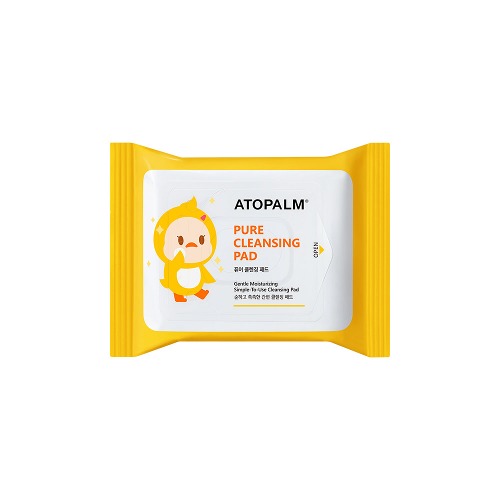 ATOPALM®
PURE
CLEANSING
PAD
퓨어 클렌징 패드
Gentle Moisturizing
Simple-To-Use Cleansing Pad
순하고 촉촉한 간편 클렌징 패드
OPEN